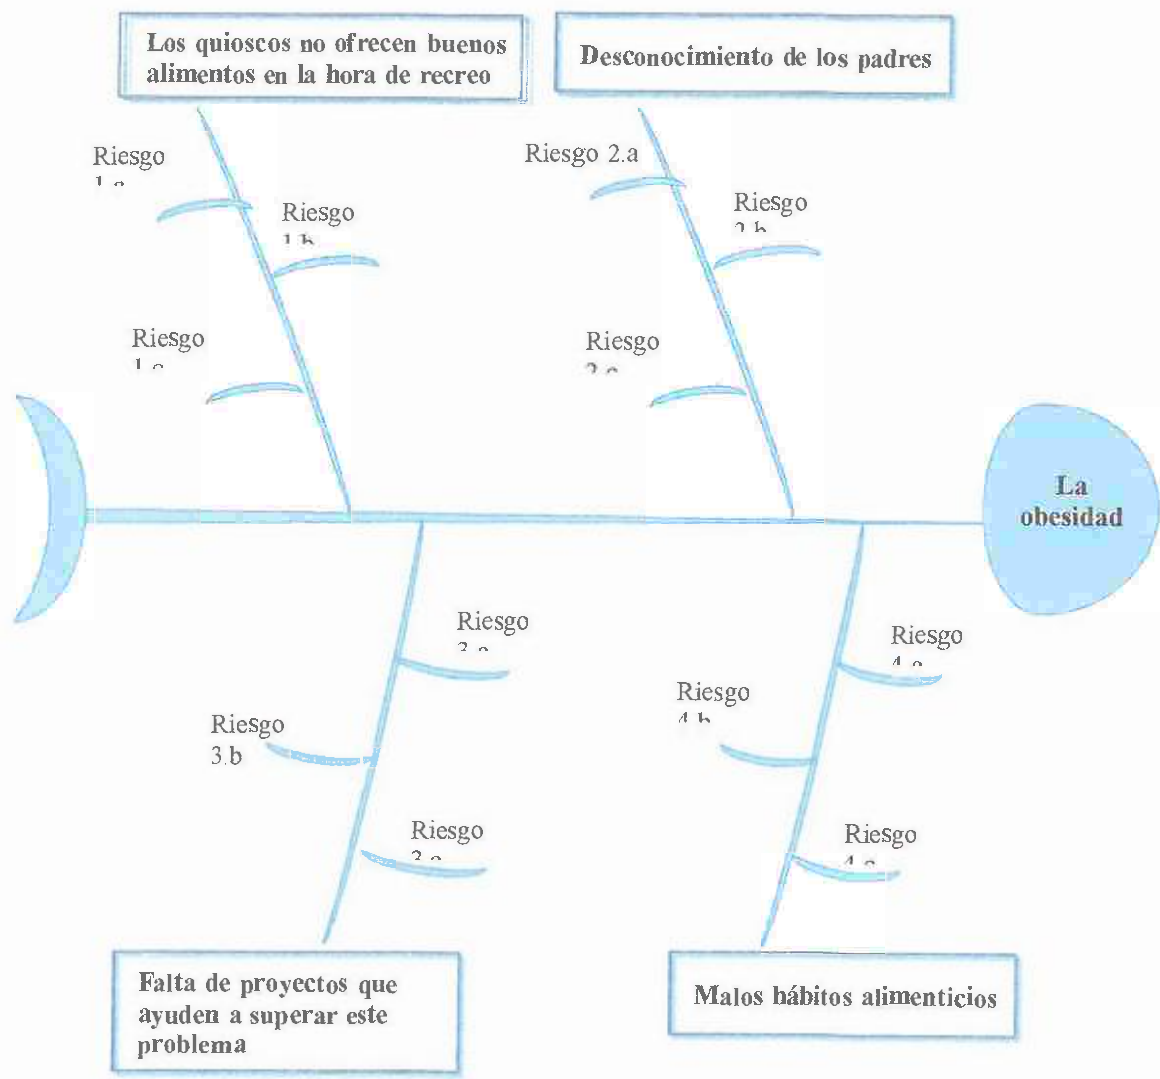 Los quioscos no ofrecen buenos
alimentos en la hora de recreo
Desconocimiento de los padres
Riesgo
Riesgo
Riesgo
Riesgo 2.a
Riesgo
Riesgo
La
obesidad
Riesgo
Riesgo
3.b
Riesgo
Riesgo
Riesgo
Riesgo
Falta de proyectos que
ayuden a superar este
problema
Malos hábitos alimenticios